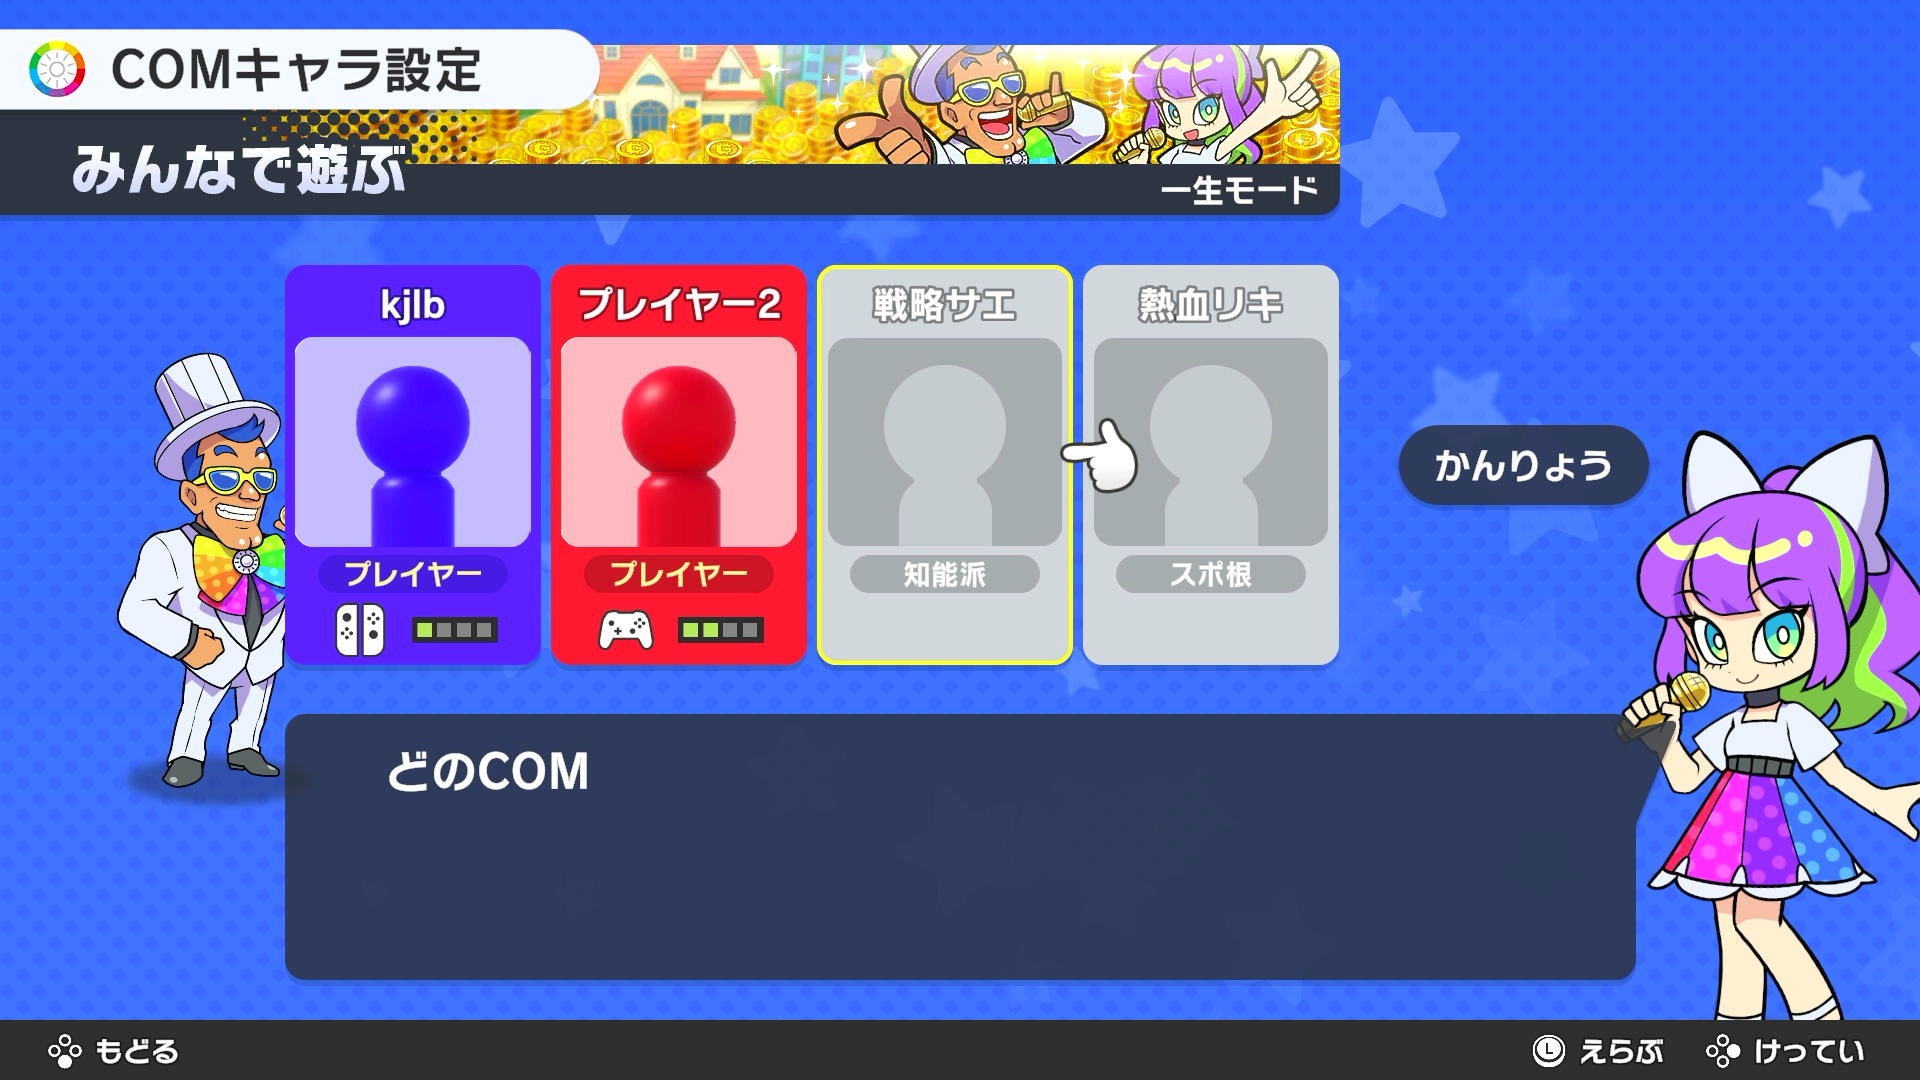 COMキャラ設定
みんなで遊ぶ
一生モード
kjlb
プレイヤー2
戦略サエ
熱血リキ
プレイヤー
プレイヤー
知能派
スポ根
かんりょう
どのCOM
もどる
L えらぶ
けってい